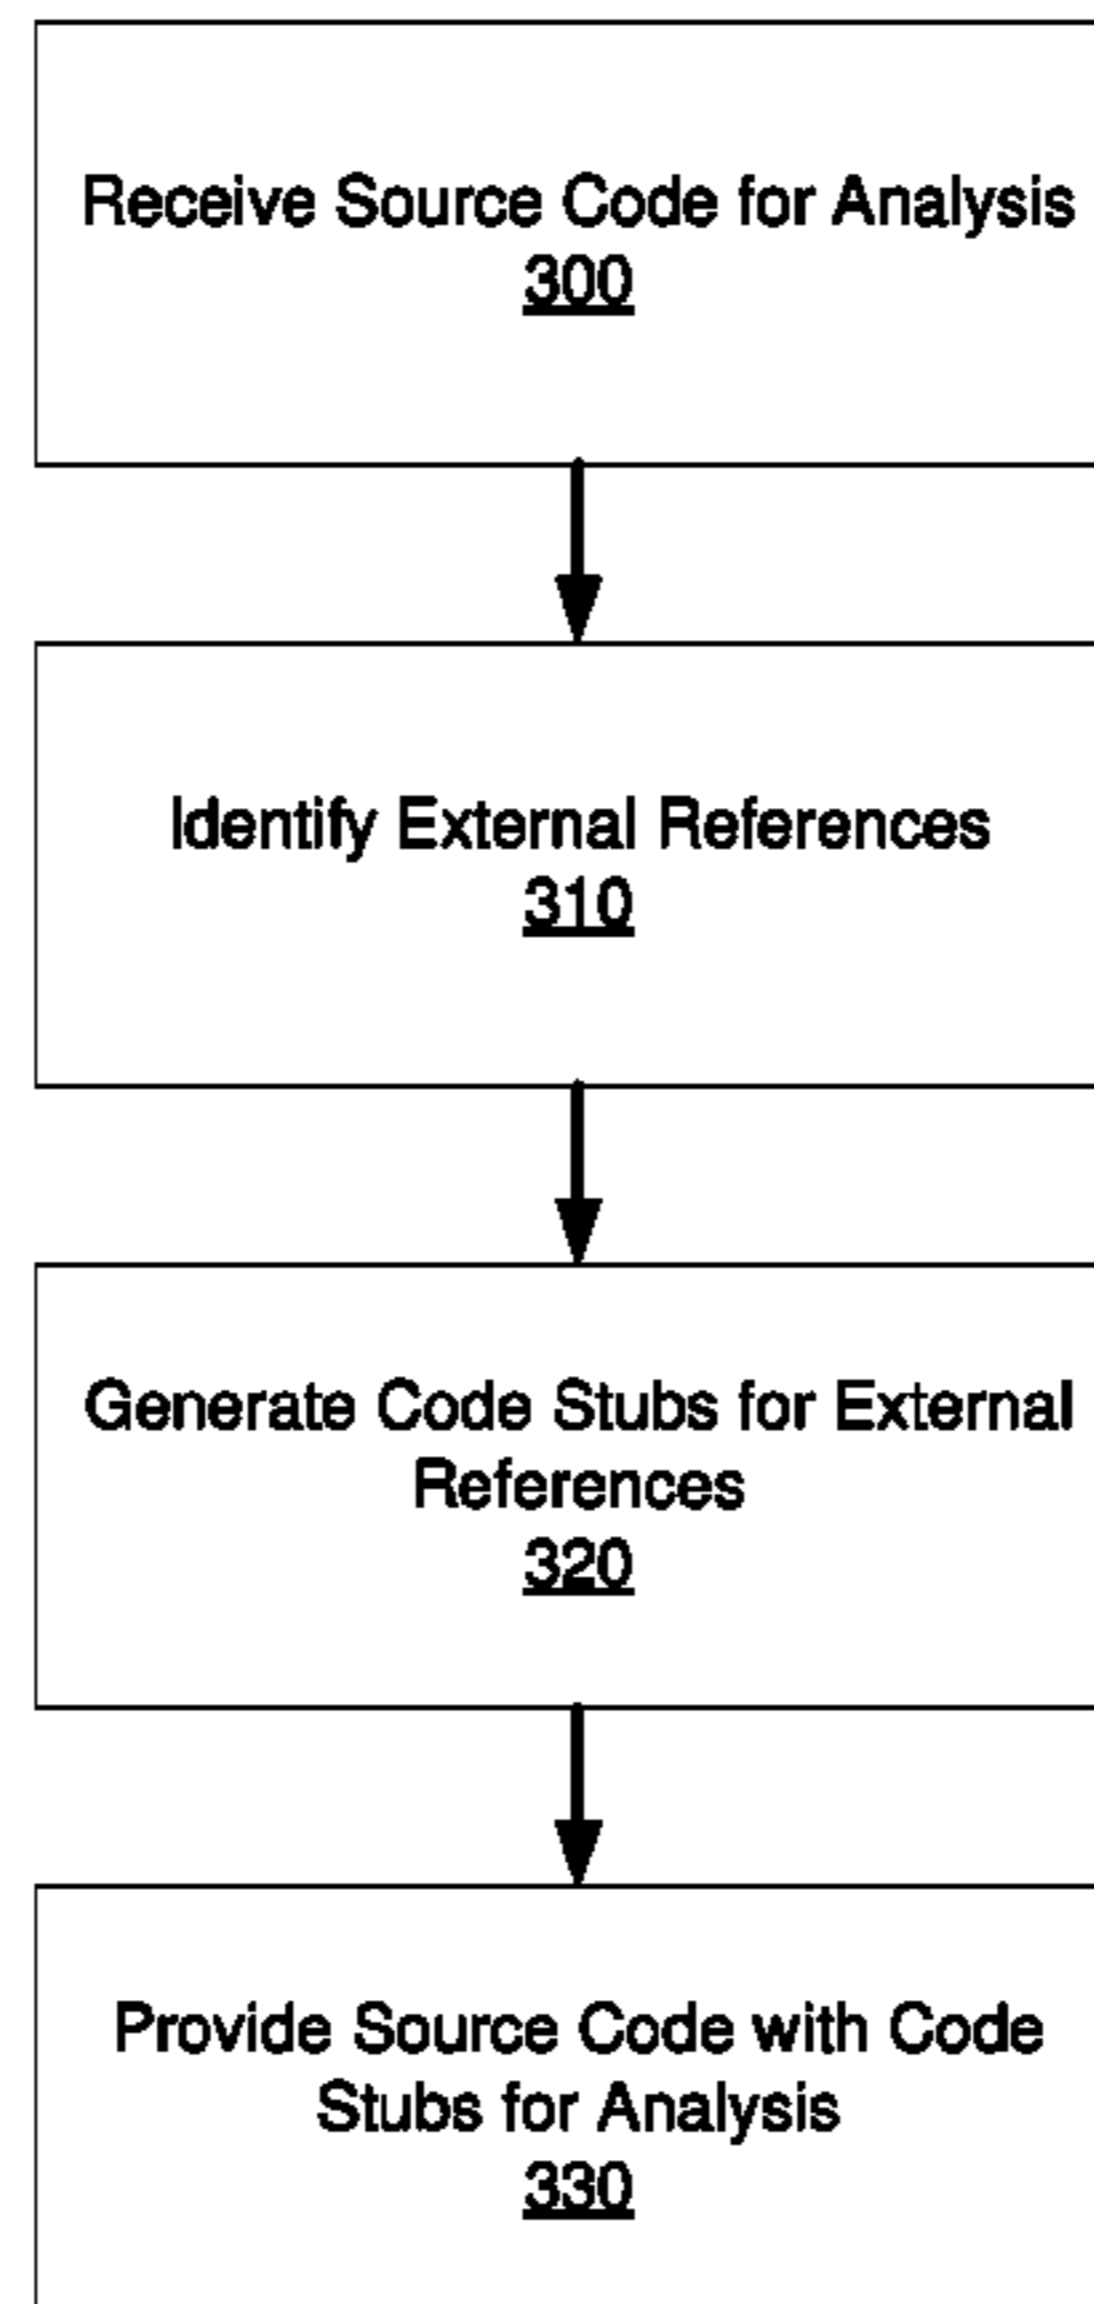 Receive Source Code for Analysis
300
Identify External References
310
Generate Code Stubs for External
References
320
Provide Source Code with Code
Stubs for Analysis
330